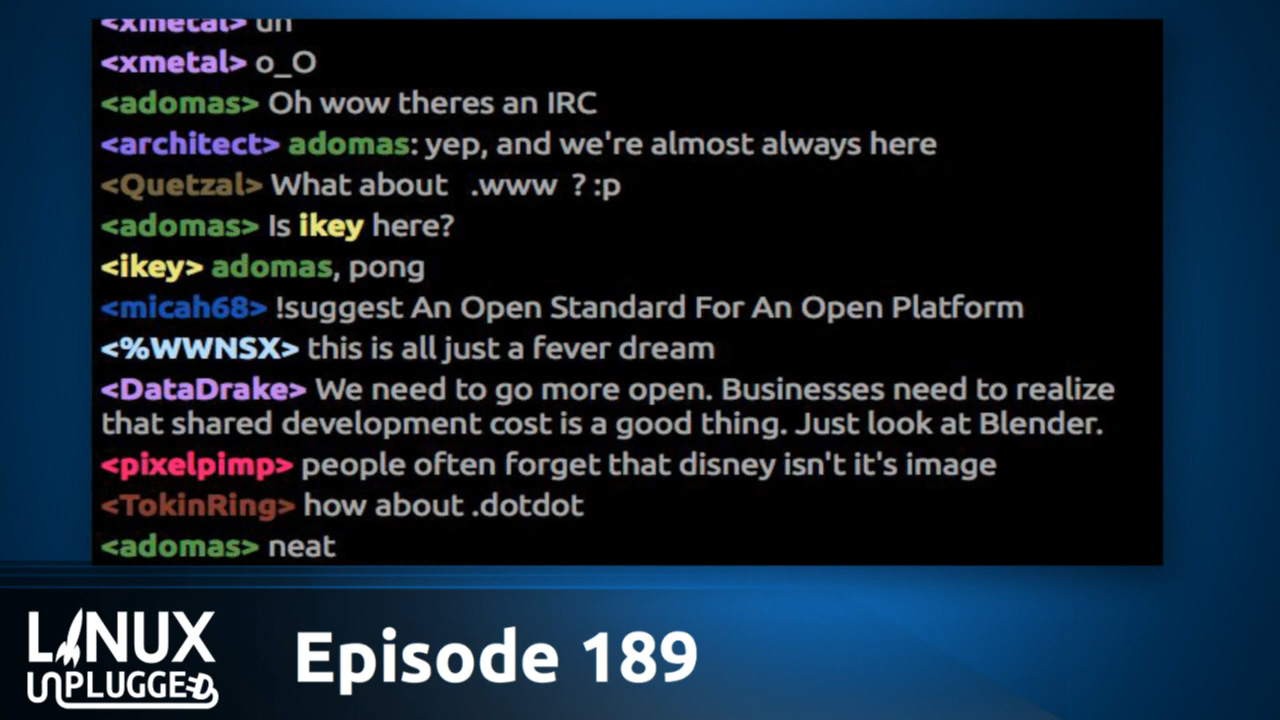 <xmetal> uh
<xmetal> o_O
<adomas> Oh wow theres an IRC
<architect> adomas: yep, and we're almost always here
<Quetzal> What about .www ? :p
<adomas> Is ikey here?
<ikey> adomas, pong
<micah68> !suggest An Open Standard For An Open Platform
<%WWNSX> this is all just a fever dream
<DataDrake> We need to go more open. Businesses need to realize
that shared development cost is a good thing. Just look at Blender.
<pixelpimp> people often forget that disney isn't it's image
<TokinRing> how about .dotdot
<adomas> neat
LINUX
UNPLUGGED
Episode 189